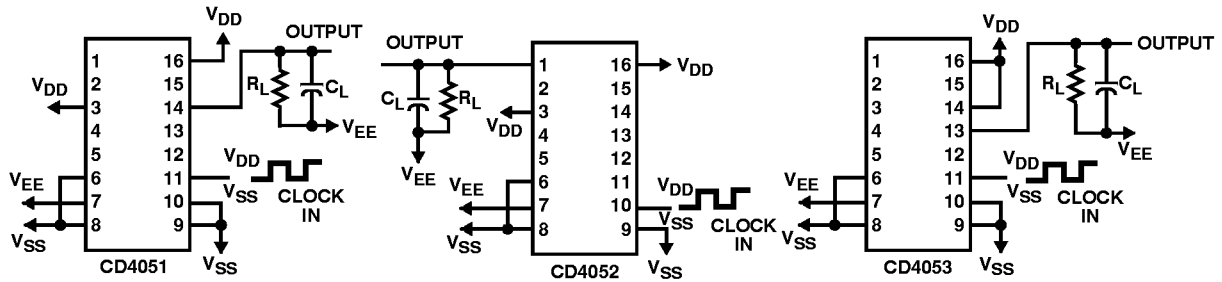 VDD
OUTPUT
1 16
2 15
VDD
3 14
4 13
5 12
6 11
7 10
8 9
RL
CL
VEE
VDD
VSS
CLOCK
IN
VEE
VSS
VSS
CD4051
OUTPUT
CL
RL
VEE
VDD
1 16
2 15
3 14
4 13
5 12
6 11
7 10
8 9
VDD
VEE
VSS
VDD
VSS
CLOCK
IN
VSS
CD4052
VDD
OUTPUT
1 16
2 15
3 14
4 13
5 12
6 11
7 10
8 9
RL
CL
VEE
VDD
VSS
CLOCK
IN
VEE
VSS
VSS
CD4053